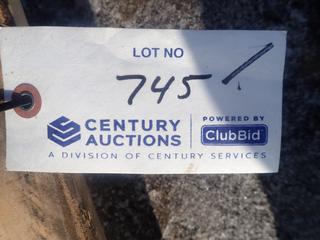 LOT NO
745
CENTURY
AUCTIONS
POWERED BY
ClubBid
A DIVISION OF CENTURY SERVICES